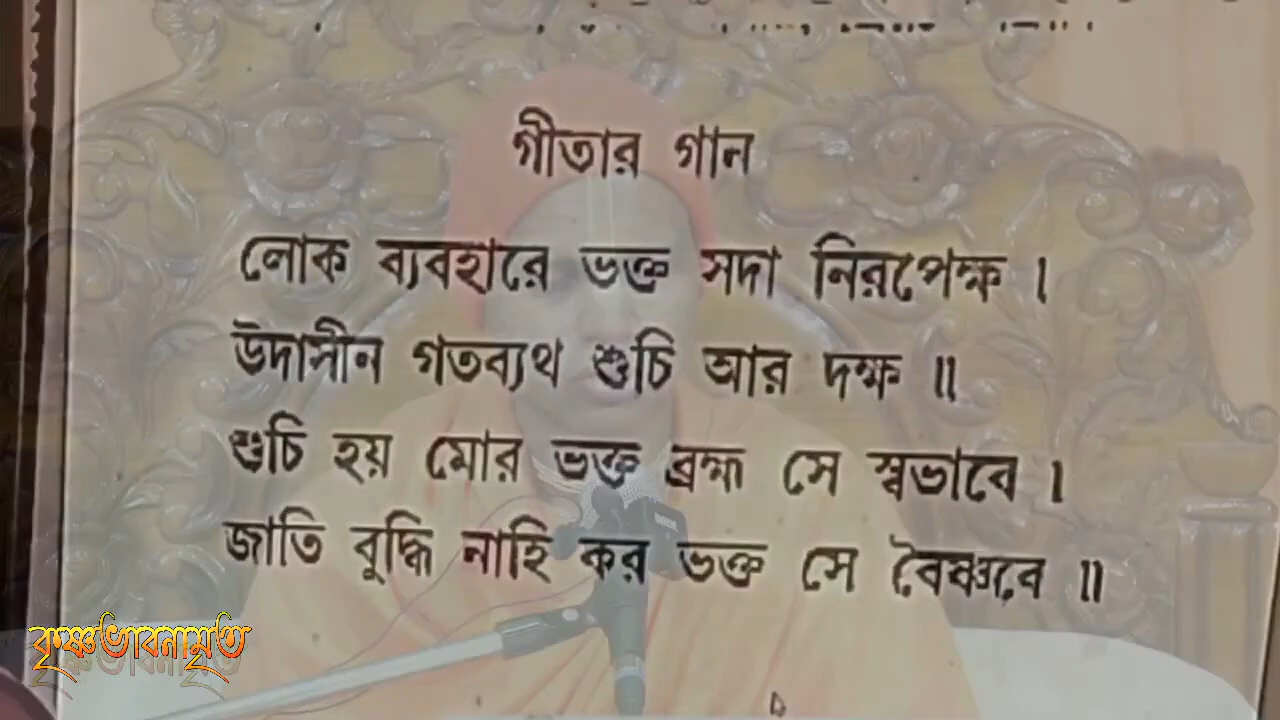 গীতার গান
লোক ব্যবহারে ভক্ত সদা নিরপেক্ষ ।
উদাসীন গতব্যথ শুচি আর দক্ষ ॥
শুচি হয় মোর ভক্ত ব্রহ্ম সে স্বভাবে ।
জাতি বুদ্ধি নাহি কর ভক্ত সে বৈষ্ণবে ॥
কৃষ্ণভাবনামৃত